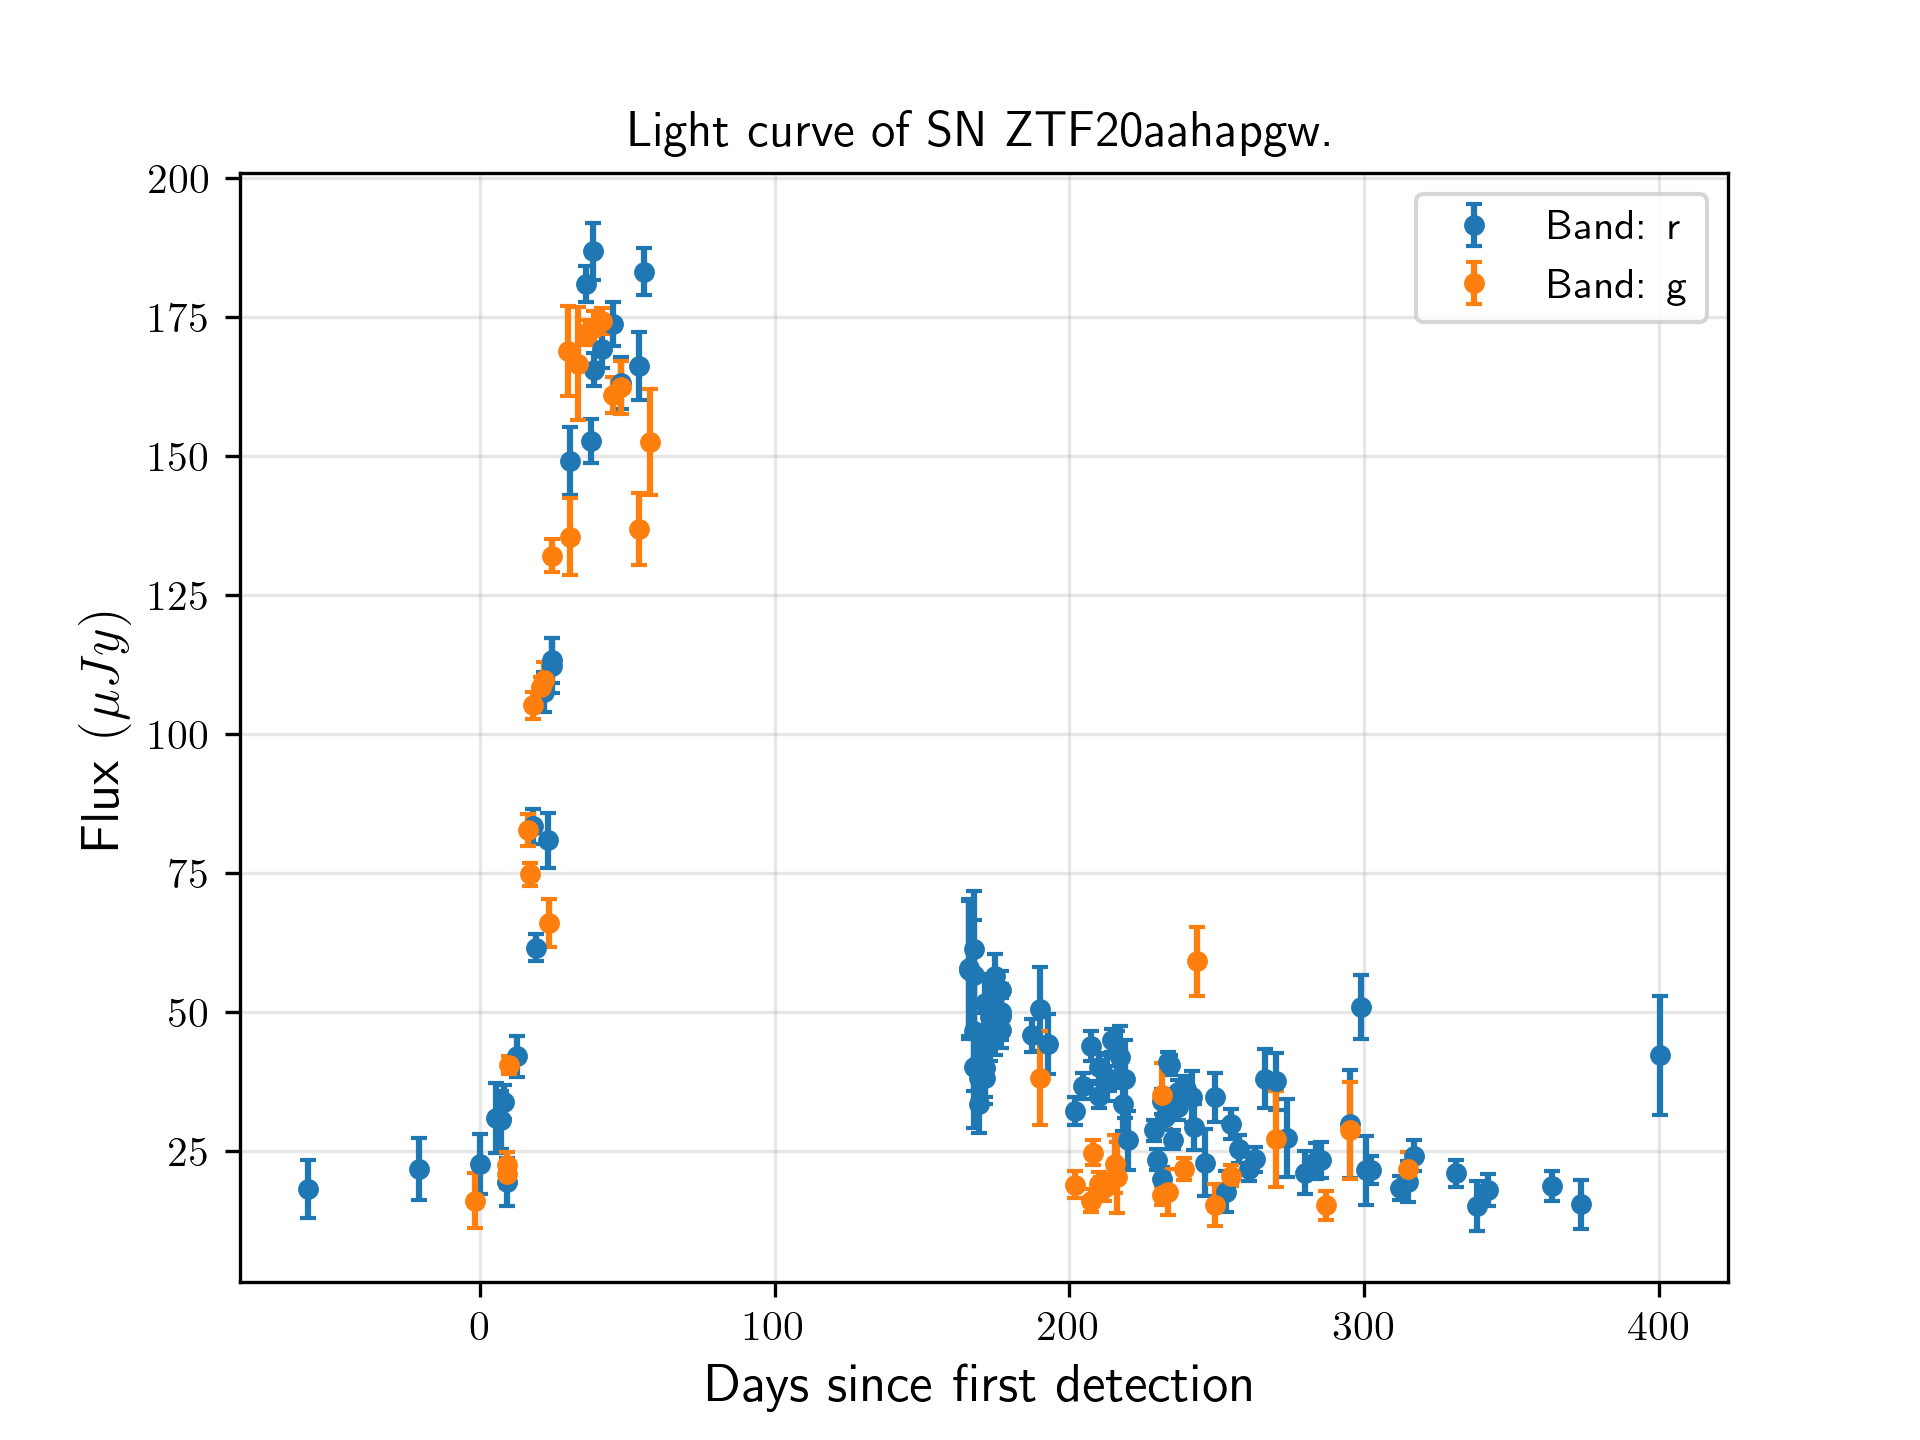 Light curve of SN ZTF20aahapgw.
200
175
150
125
100
75
50
25
Flux (μJy)
Band: r
Band: g
0 100 200 300 400
Days since first detection